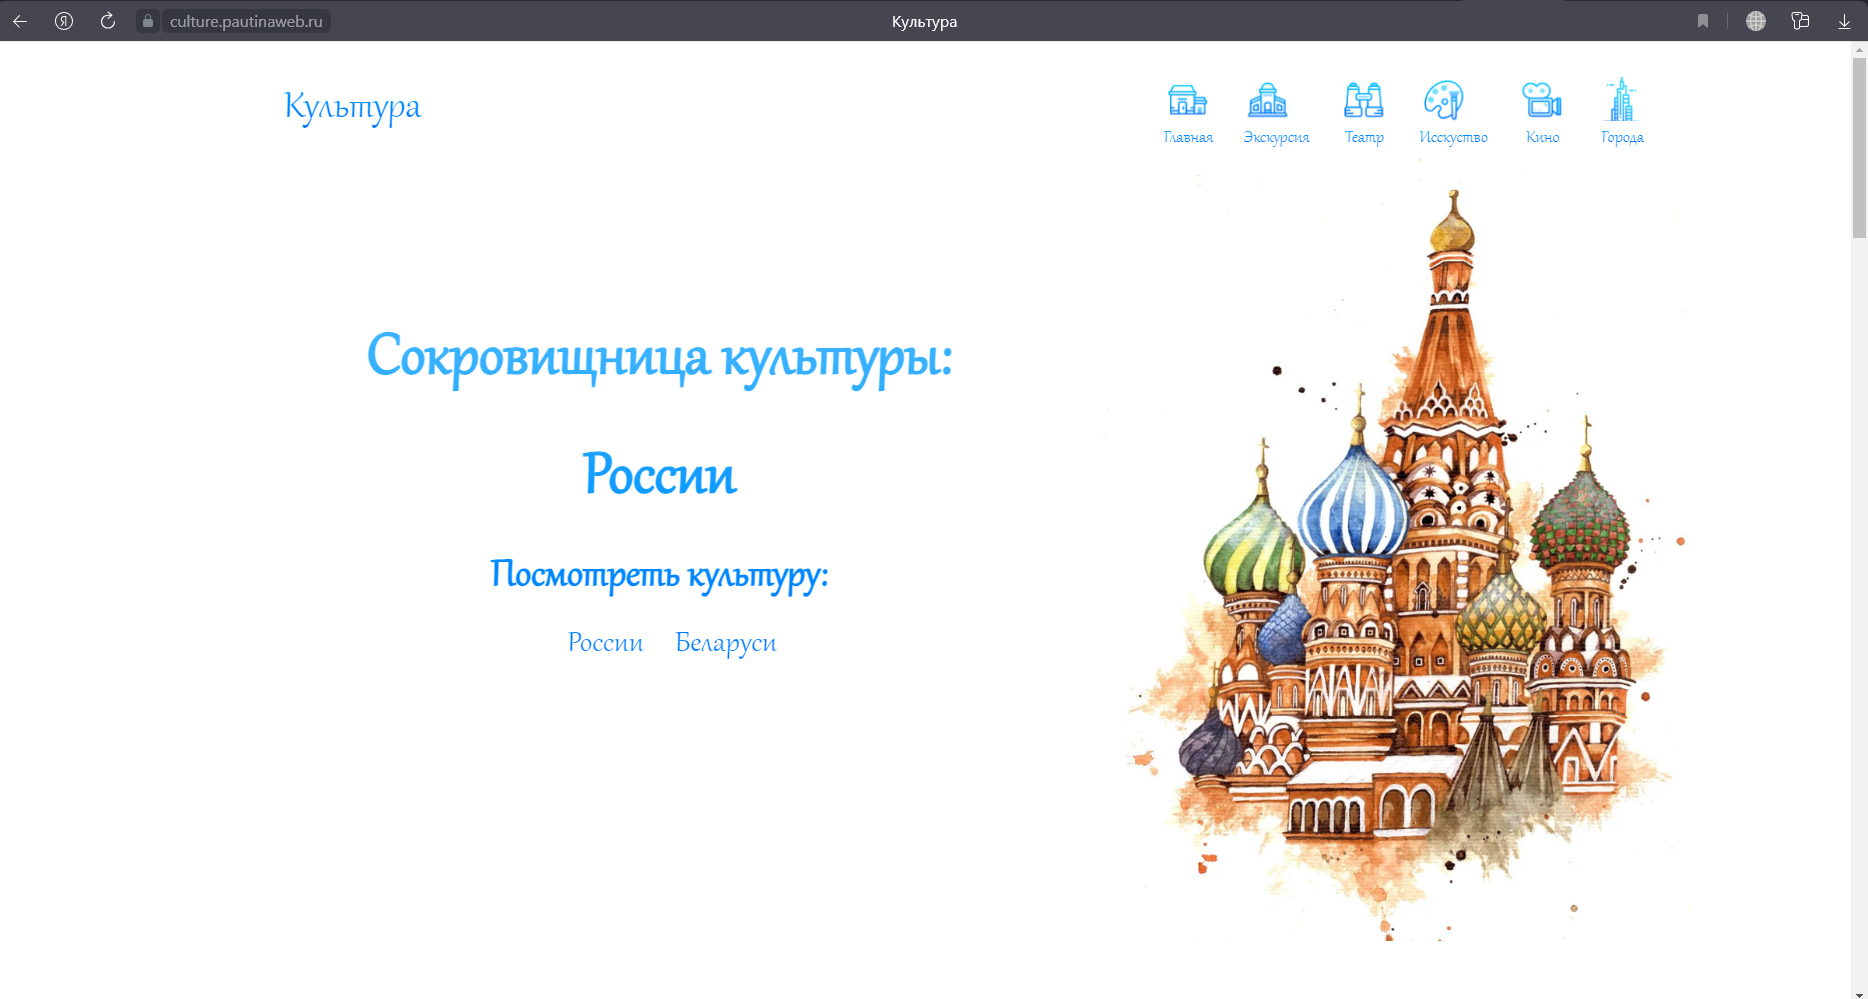 culture.pautinaweb.ru
Культура
Культура
Главная Экскурсия Театр Исскуство Кино Города
Сокровищница культуры:
России
Посмотреть культуру:
России Беларуси